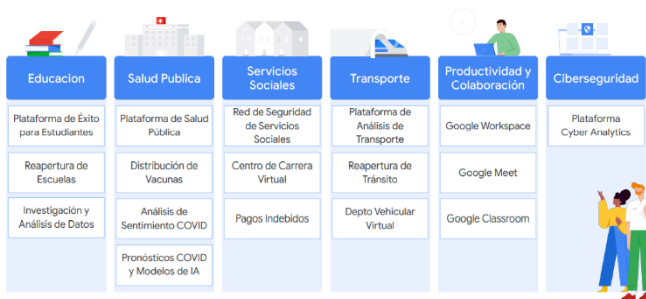 Educacion
Plataforma de Éxito
para Estudiantes
Reapertura de
Escuelas
Investigación y
Análisis de Datos
Salud Publica
Plataforma de Salud
Pública
Distribución de
Vacunas
Análisis de
Sentimiento COVID
Pronósticos COVID
y Modelos de IA
Servicios
Sociales
Red de Seguridad
de Servicios
Sociales
Centro de Carrera
Virtual
Pagos Indebidos
Transporte
Plataforma de
Análisis de
Transporte
Reapertura de
Tránsito
Depto Vehicular
Virtual
Productividad y
Colaboración
Google Workspace
Google Meet
Google Classroom
Ciberseguridad
Plataforma
Cyber Analytics